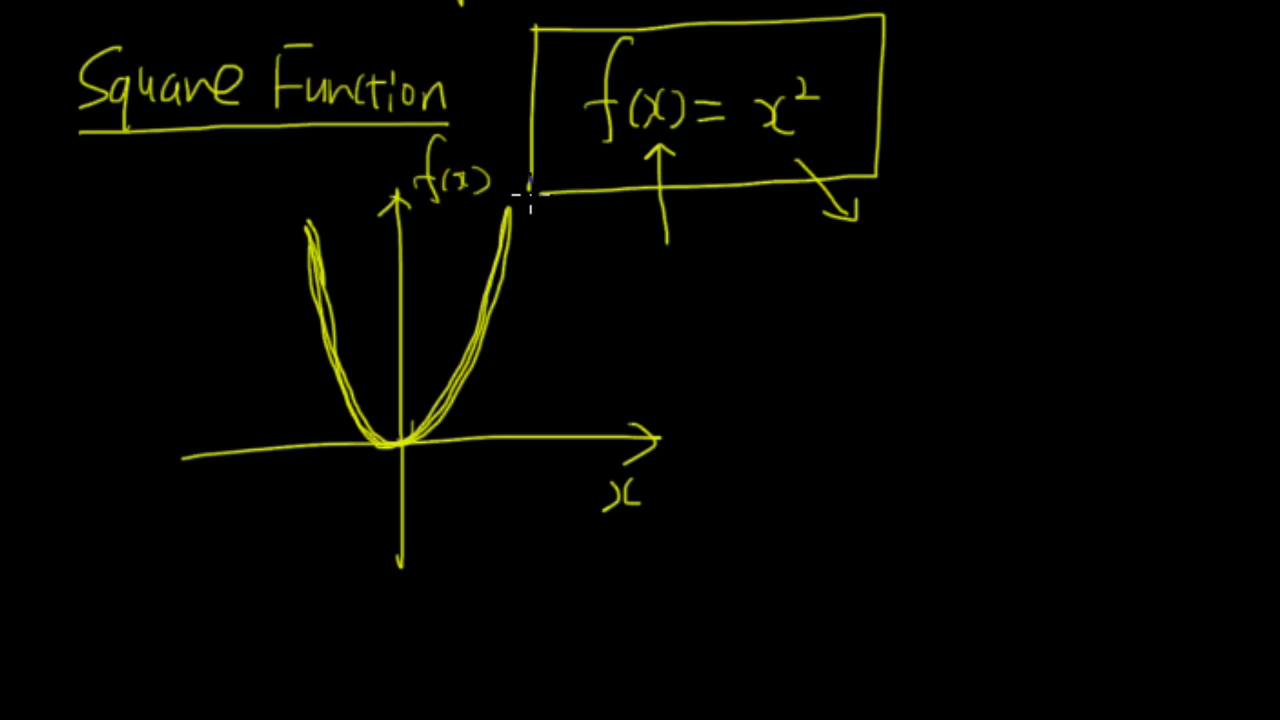 Square Function
f(x) = x²
f(x)
x